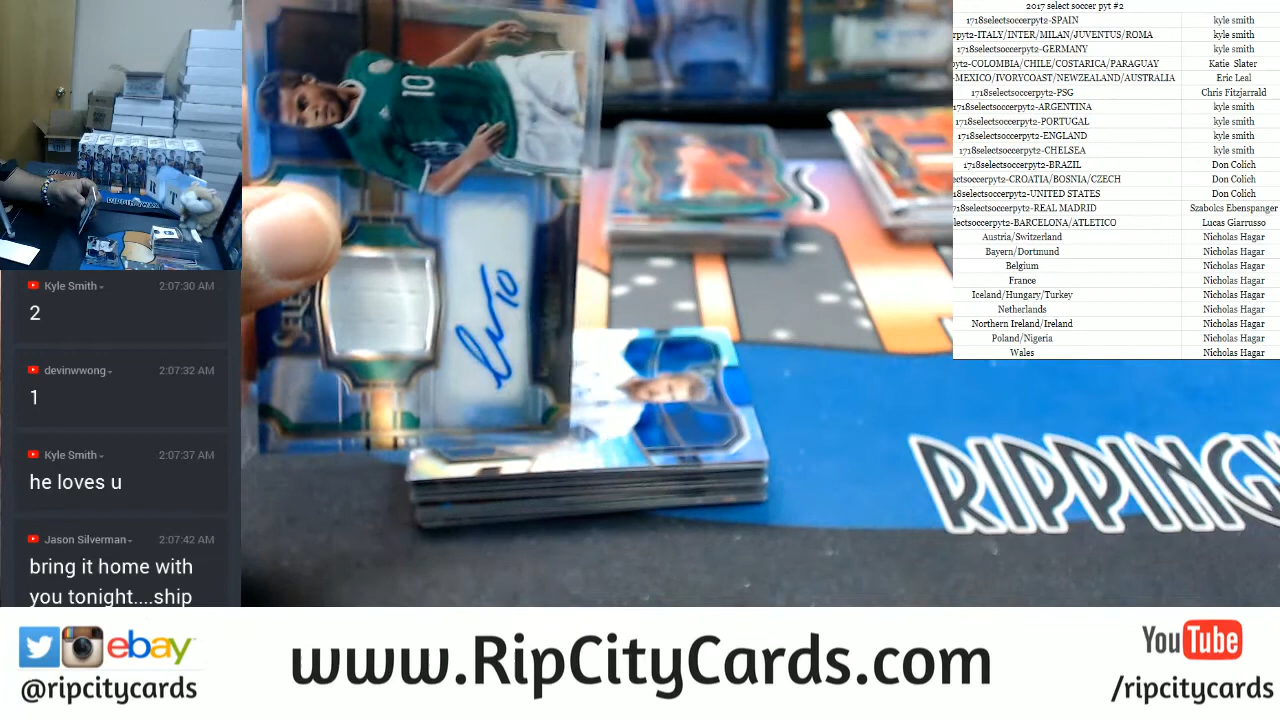 2017 select soccer pyt #2
1718selectsoccerpyt2-SPAIN kyle smith
pyt2-ITALY/INTER/MILAN/JUVENTUS/ROMA kyle smith
1718selectsoccerpyt2-GERMANY kyle smith
pyt2-COLOMBIA/CHILE/COSTARICA/PARAGUAY Katie Slater
-MEXICO/IVORYCOAST/NEWZEALAND/AUSTRALIA Eric Leal
1718selectsoccerpyt2-PSG Chris Fitzjarrald
1718selectsoccerpyt2-ARGENTINA kyle smith
1718selectsoccerpyt2-PORTUGAL kyle smith
1718selectsoccerpyt2-ENGLAND kyle smith
1718selectsoccerpyt2-CHELSEA kyle smith
1718selectsoccerpyt2-BRAZIL Don Colich
ectsoccerpyt2-CROATIA/BOSNIA/CZECH Don Colich
18selectsoccerpyt2-UNITED STATES Don Colich
718selectsoccerpyt2-REAL MADRID Szabolcs Ebenspanger
lectsoccerpyt2-BARCELONA/ATLETICO Lucas Giarrusso
Austria/Switzerland Nicholas Hagar
Bayern/Dortmund Nicholas Hagar
Belgium Nicholas Hagar
France Nicholas Hagar
Iceland/Hungary/Turkey Nicholas Hagar
Netherlands Nicholas Hagar
Northern Ireland/Ireland Nicholas Hagar
Poland/Nigeria Nicholas Hagar
Wales Nicholas Hagar
10
SELEC
10
Kyle Smith 2:07:30 AM
2
devinwwong 2:07:32 AM
1
Kyle Smith 2:07:37 AM
he loves u
Jason Silverman 2:07:42 AM
bring it home with
you tonight....ship
RIPPING
ebay
@ripcitycards
www.RipCityCards.com
YouTube
/ripcitycards